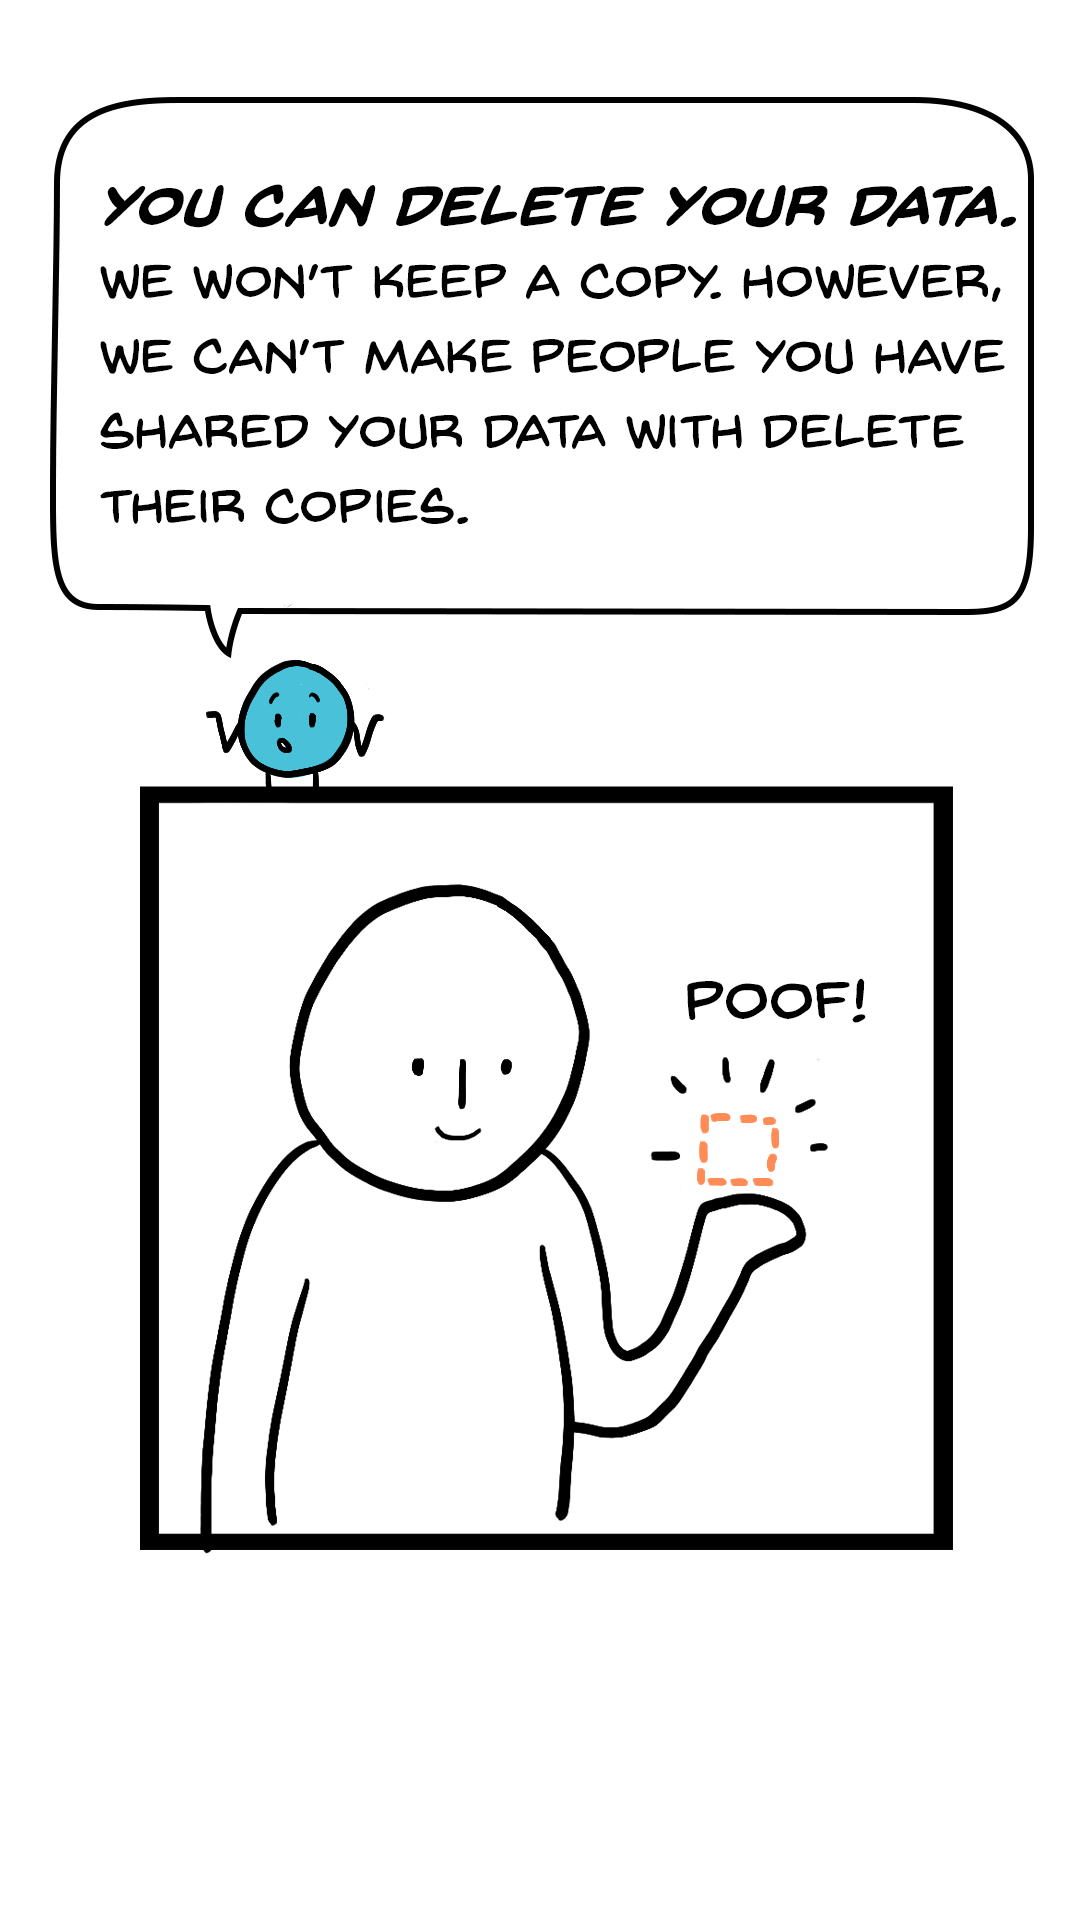 YOU CAN DELETE YOUR DATA.
WE WON'T KEEP A COPY. HOWEVER,
WE CAN'T MAKE PEOPLE YOU HAVE
SHARED YOUR DATA WITH DELETE
THEIR COPIES.
POOF!